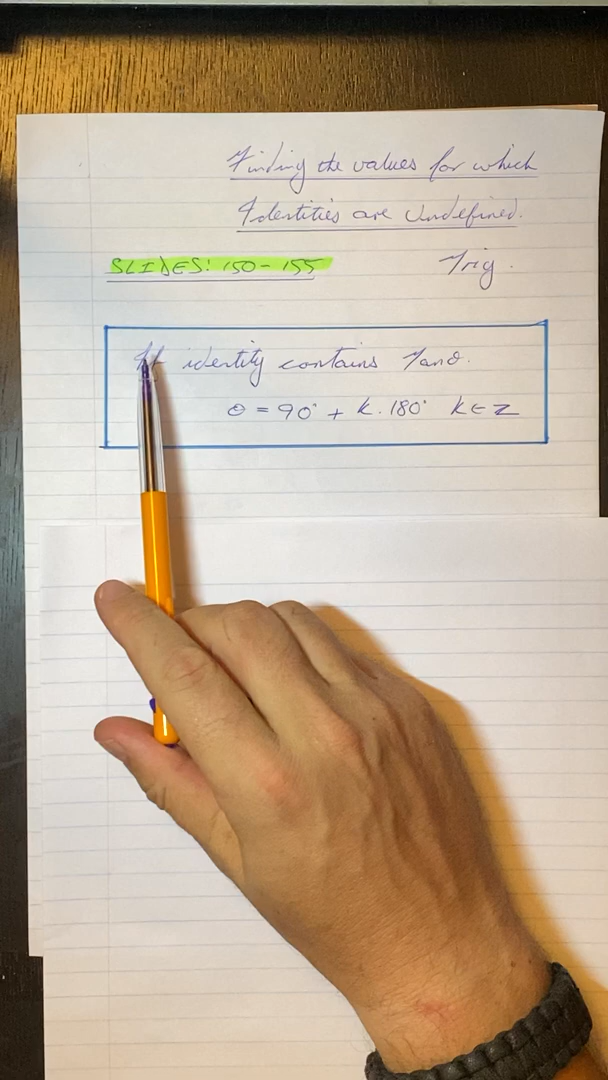 Finding the values for which
Identities are Undefined.
SLIDES: 150 - 155
Trig.
If identity contains Tanθ.
θ = 90° + k.180° k∈Z